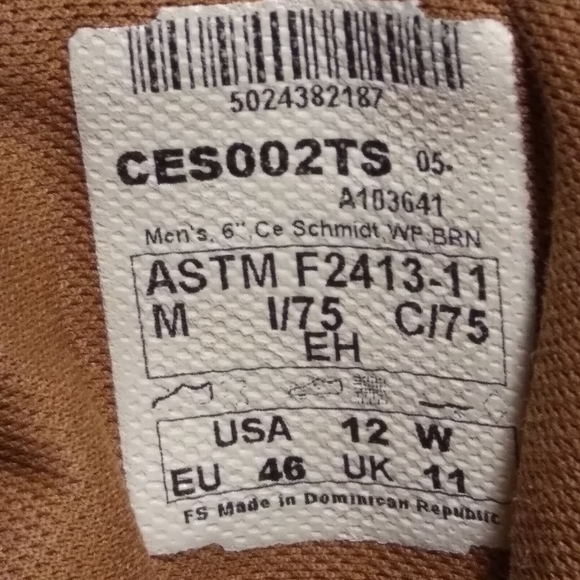 5024382187
CES002TS 05-
A103641
Men's, 6", Ce Schmidt, WP, BRN
ASTM F2413-11
M I/75 C/75
EH
USA 12 W
EU 46 UK 11
FS Made in Dominican Republic